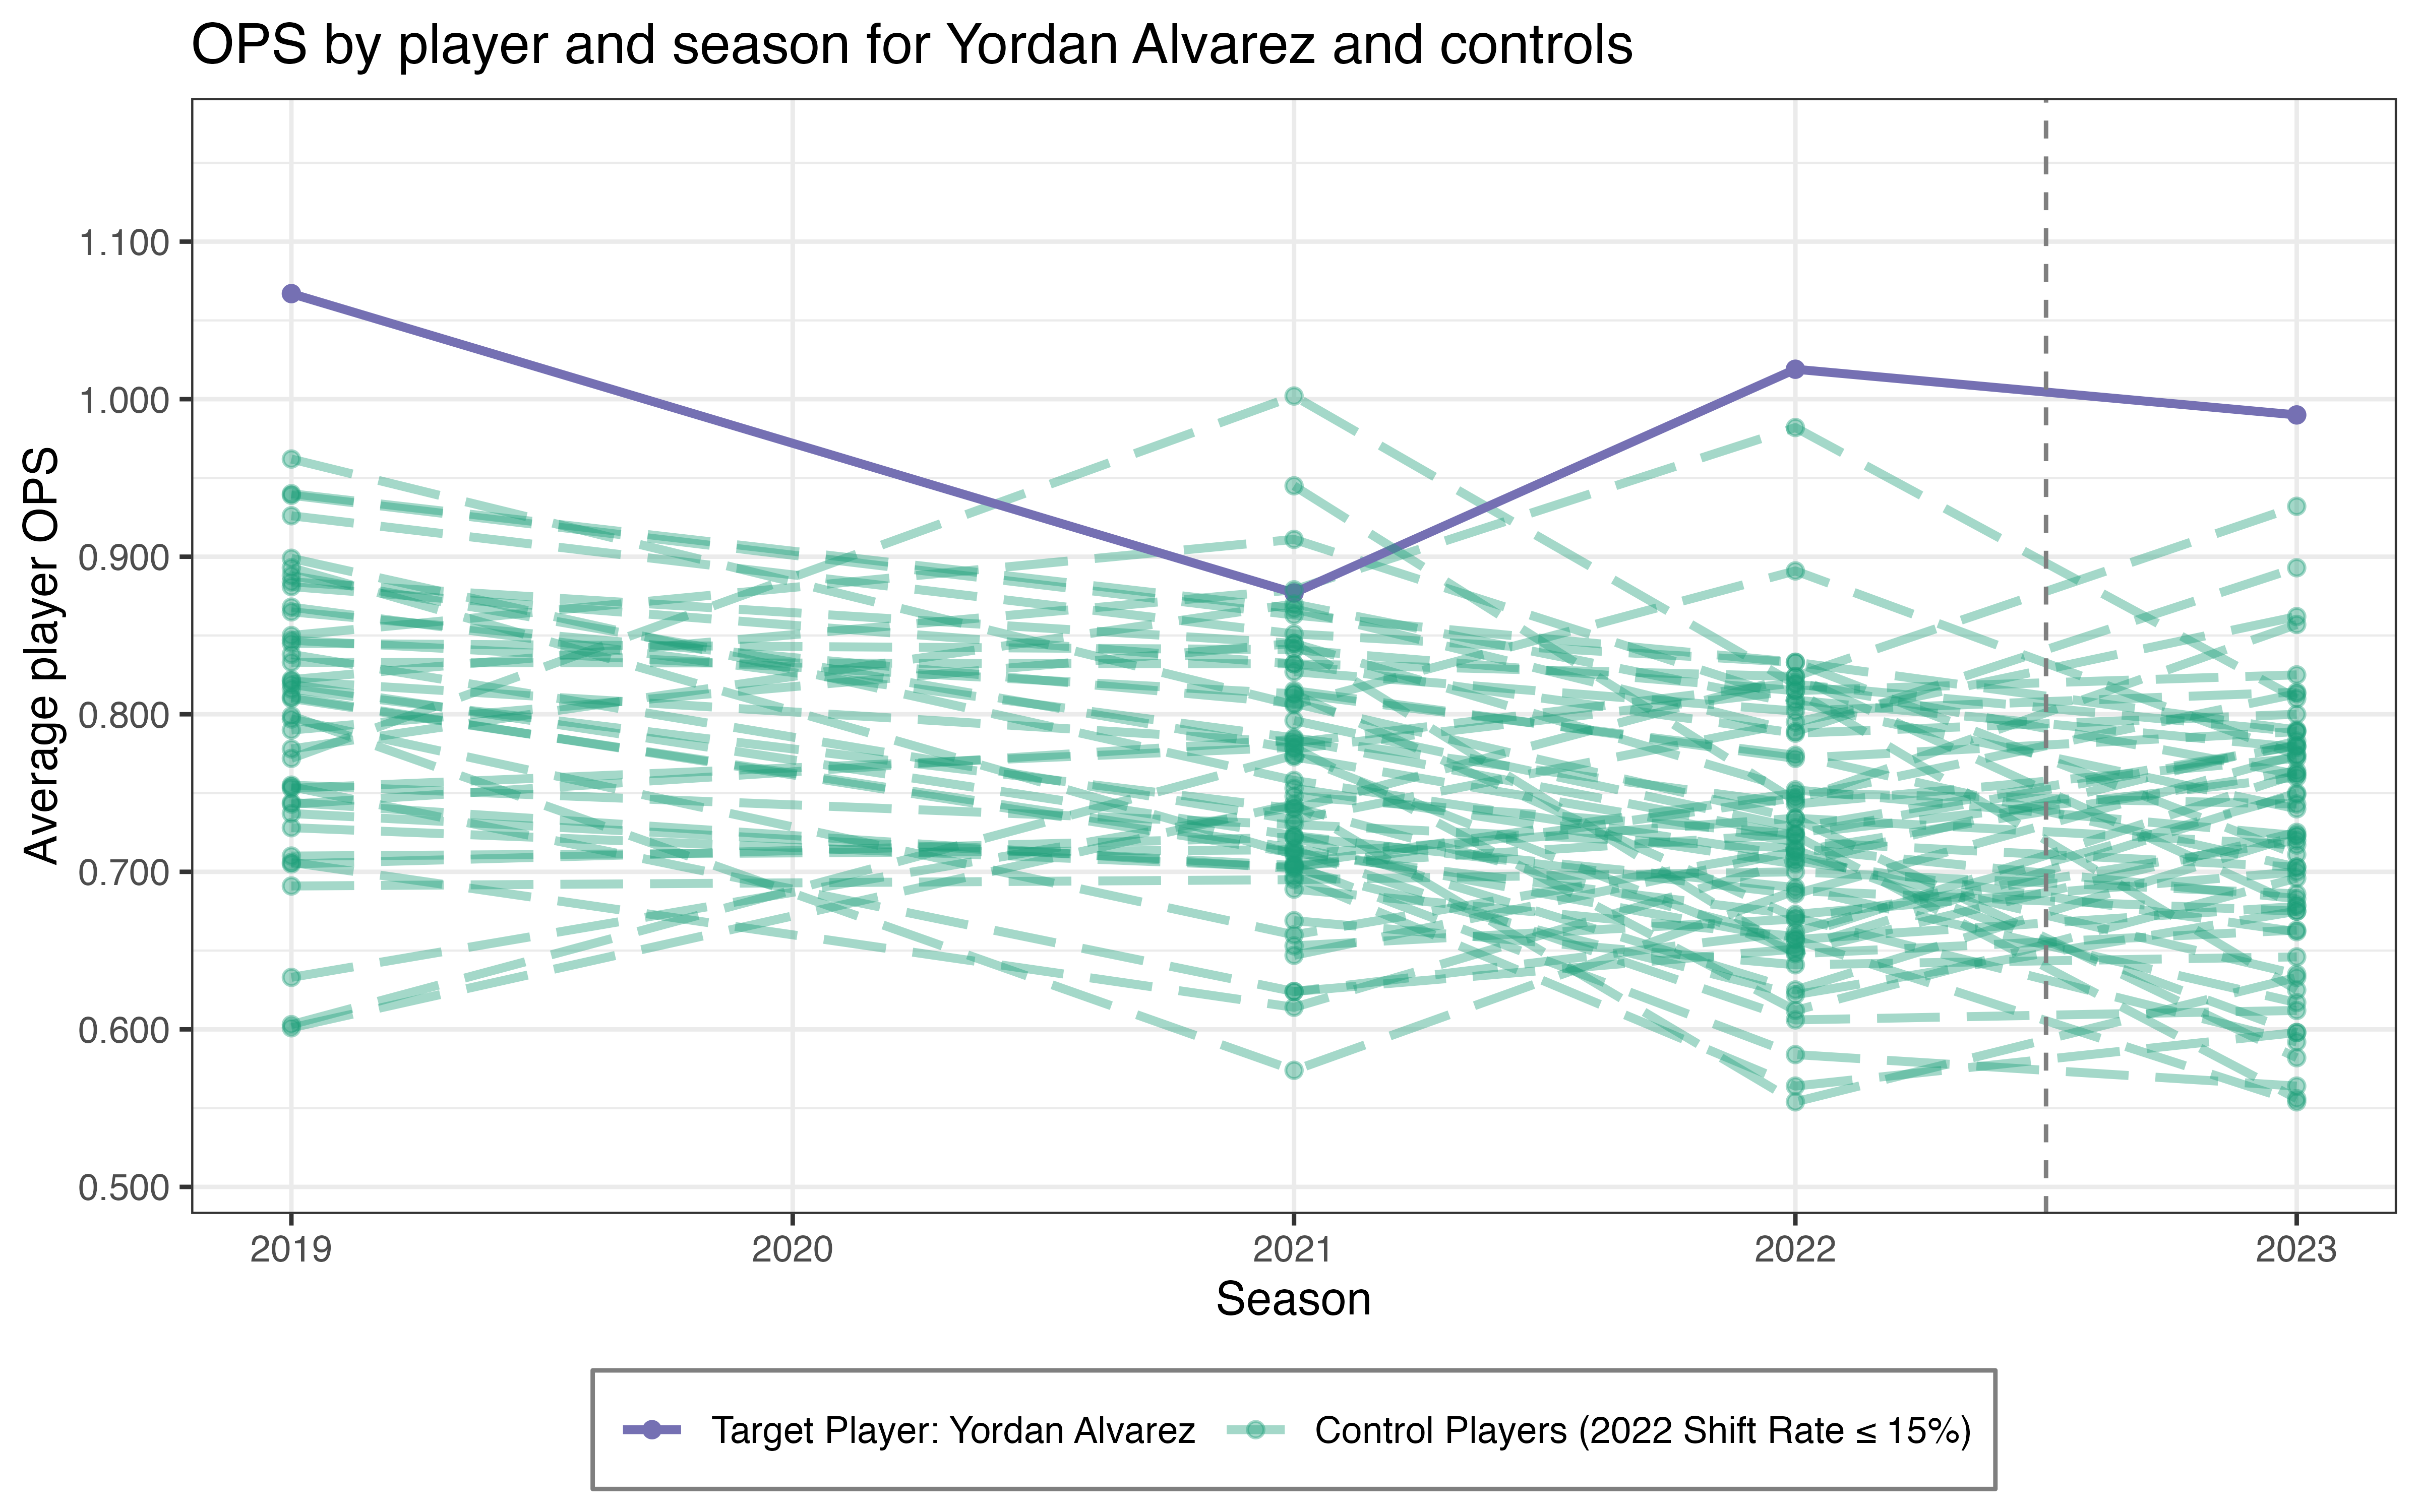 OPS by player and season for Yordan Alvarez and controls
Average player OPS
1.100
1.000
0.900
0.800
0.700
0.600
0.500
2019
2020
2021
2022
2023
Season
Target Player: Yordan Alvarez
Control Players (2022 Shift Rate ≤ 15%)